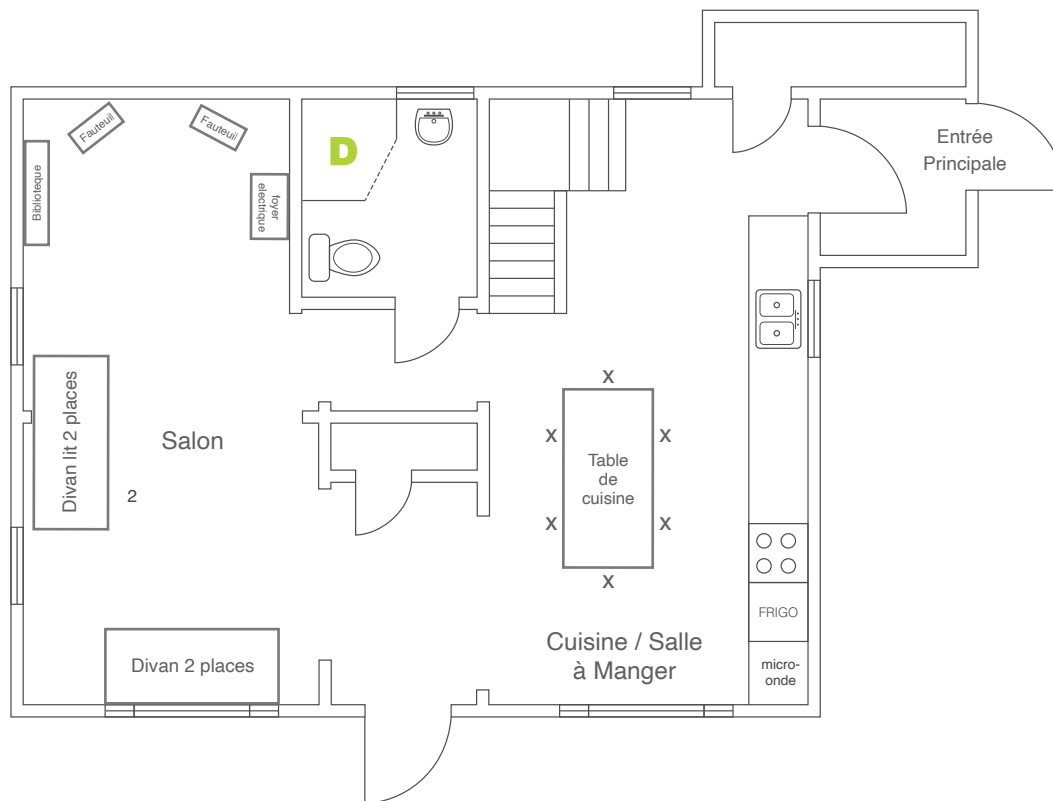 Fauteuil
Fauteuil
D
Entrée
Principale
Biblioteque
foyer
electrique
Divan lit 2 places
Salon
2
x
x
x
Table
de
cuisine
x
x
x
FRIGO
Cuisine / Salle
à Manger
micro-
onde
Divan 2 places